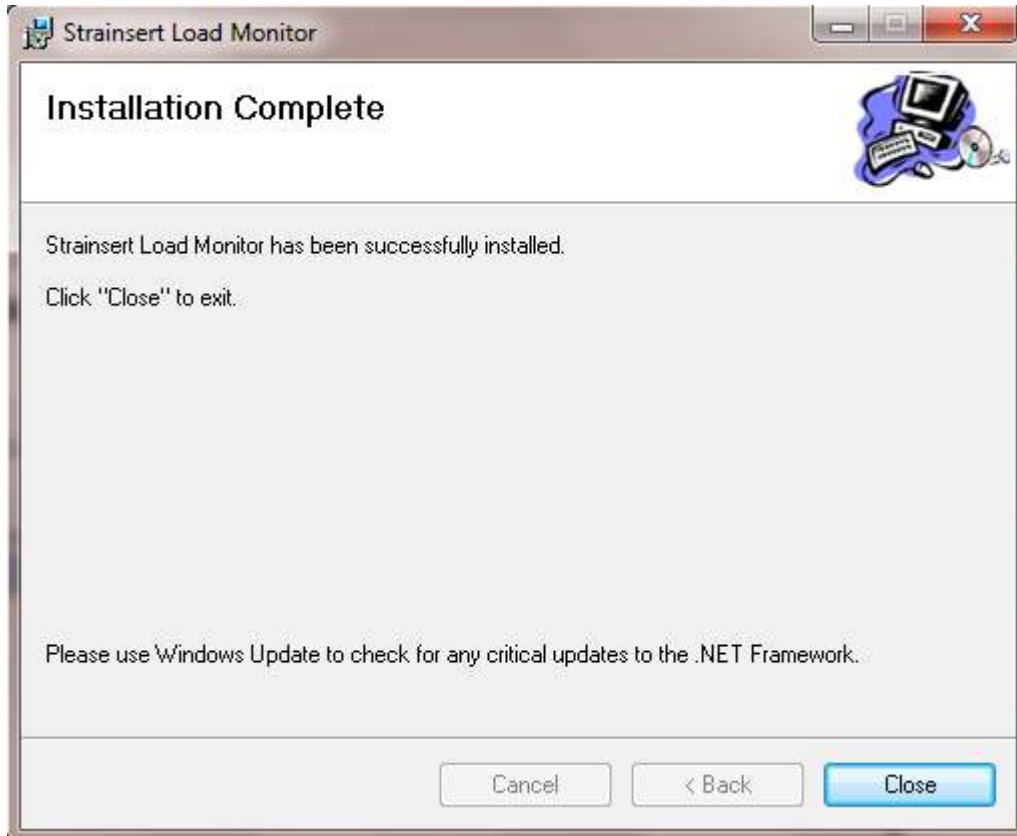 Strainsert Load Monitor
Installation Complete
Strainsert Load Monitor has been successfully installed.
Click "Close" to exit.
Please use Windows Update to check for any critical updates to the .NET Framework.
Cancel
< Back
Close